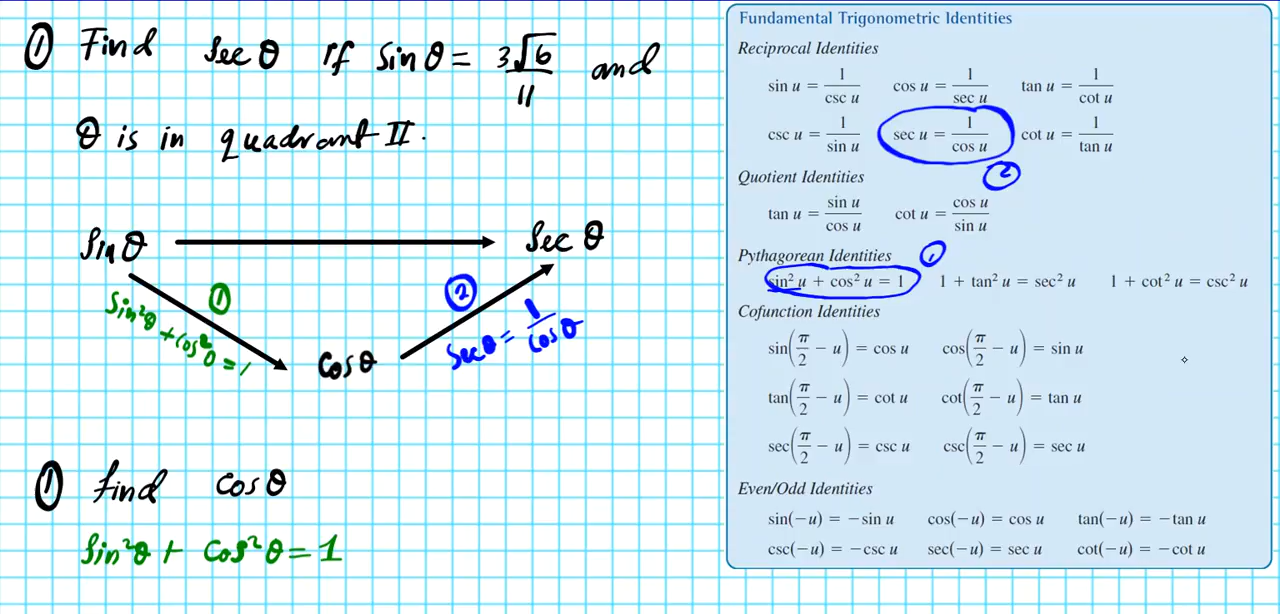 ① Find sec θ if sin θ = 3√6/11 and
θ is in quadrant II.
sin θ → sec θ
① sin²θ + cos²θ = 1
② sec θ = 1/cos θ
cos θ
① find cos θ
sin²θ + cos²θ = 1
Fundamental Trigonometric Identities
Reciprocal Identities
sin u = 1/csc u cos u = 1/sec u tan u = 1/cot u
csc u = 1/sin u sec u = 1/cos u cot u = 1/tan u
②
Quotient Identities
tan u = sin u/cos u cot u = cos u/sin u
①
Pythagorean Identities
sin² u + cos² u = 1 1 + tan² u = sec² u 1 + cot² u = csc² u
Cofunction Identities
sin(π/2 − u) = cos u cos(π/2 − u) = sin u
tan(π/2 − u) = cot u cot(π/2 − u) = tan u
sec(π/2 − u) = csc u csc(π/2 − u) = sec u
Even/Odd Identities
sin(−u) = −sin u cos(−u) = cos u tan(−u) = −tan u
csc(−u) = −csc u sec(−u) = sec u cot(−u) = −cot u